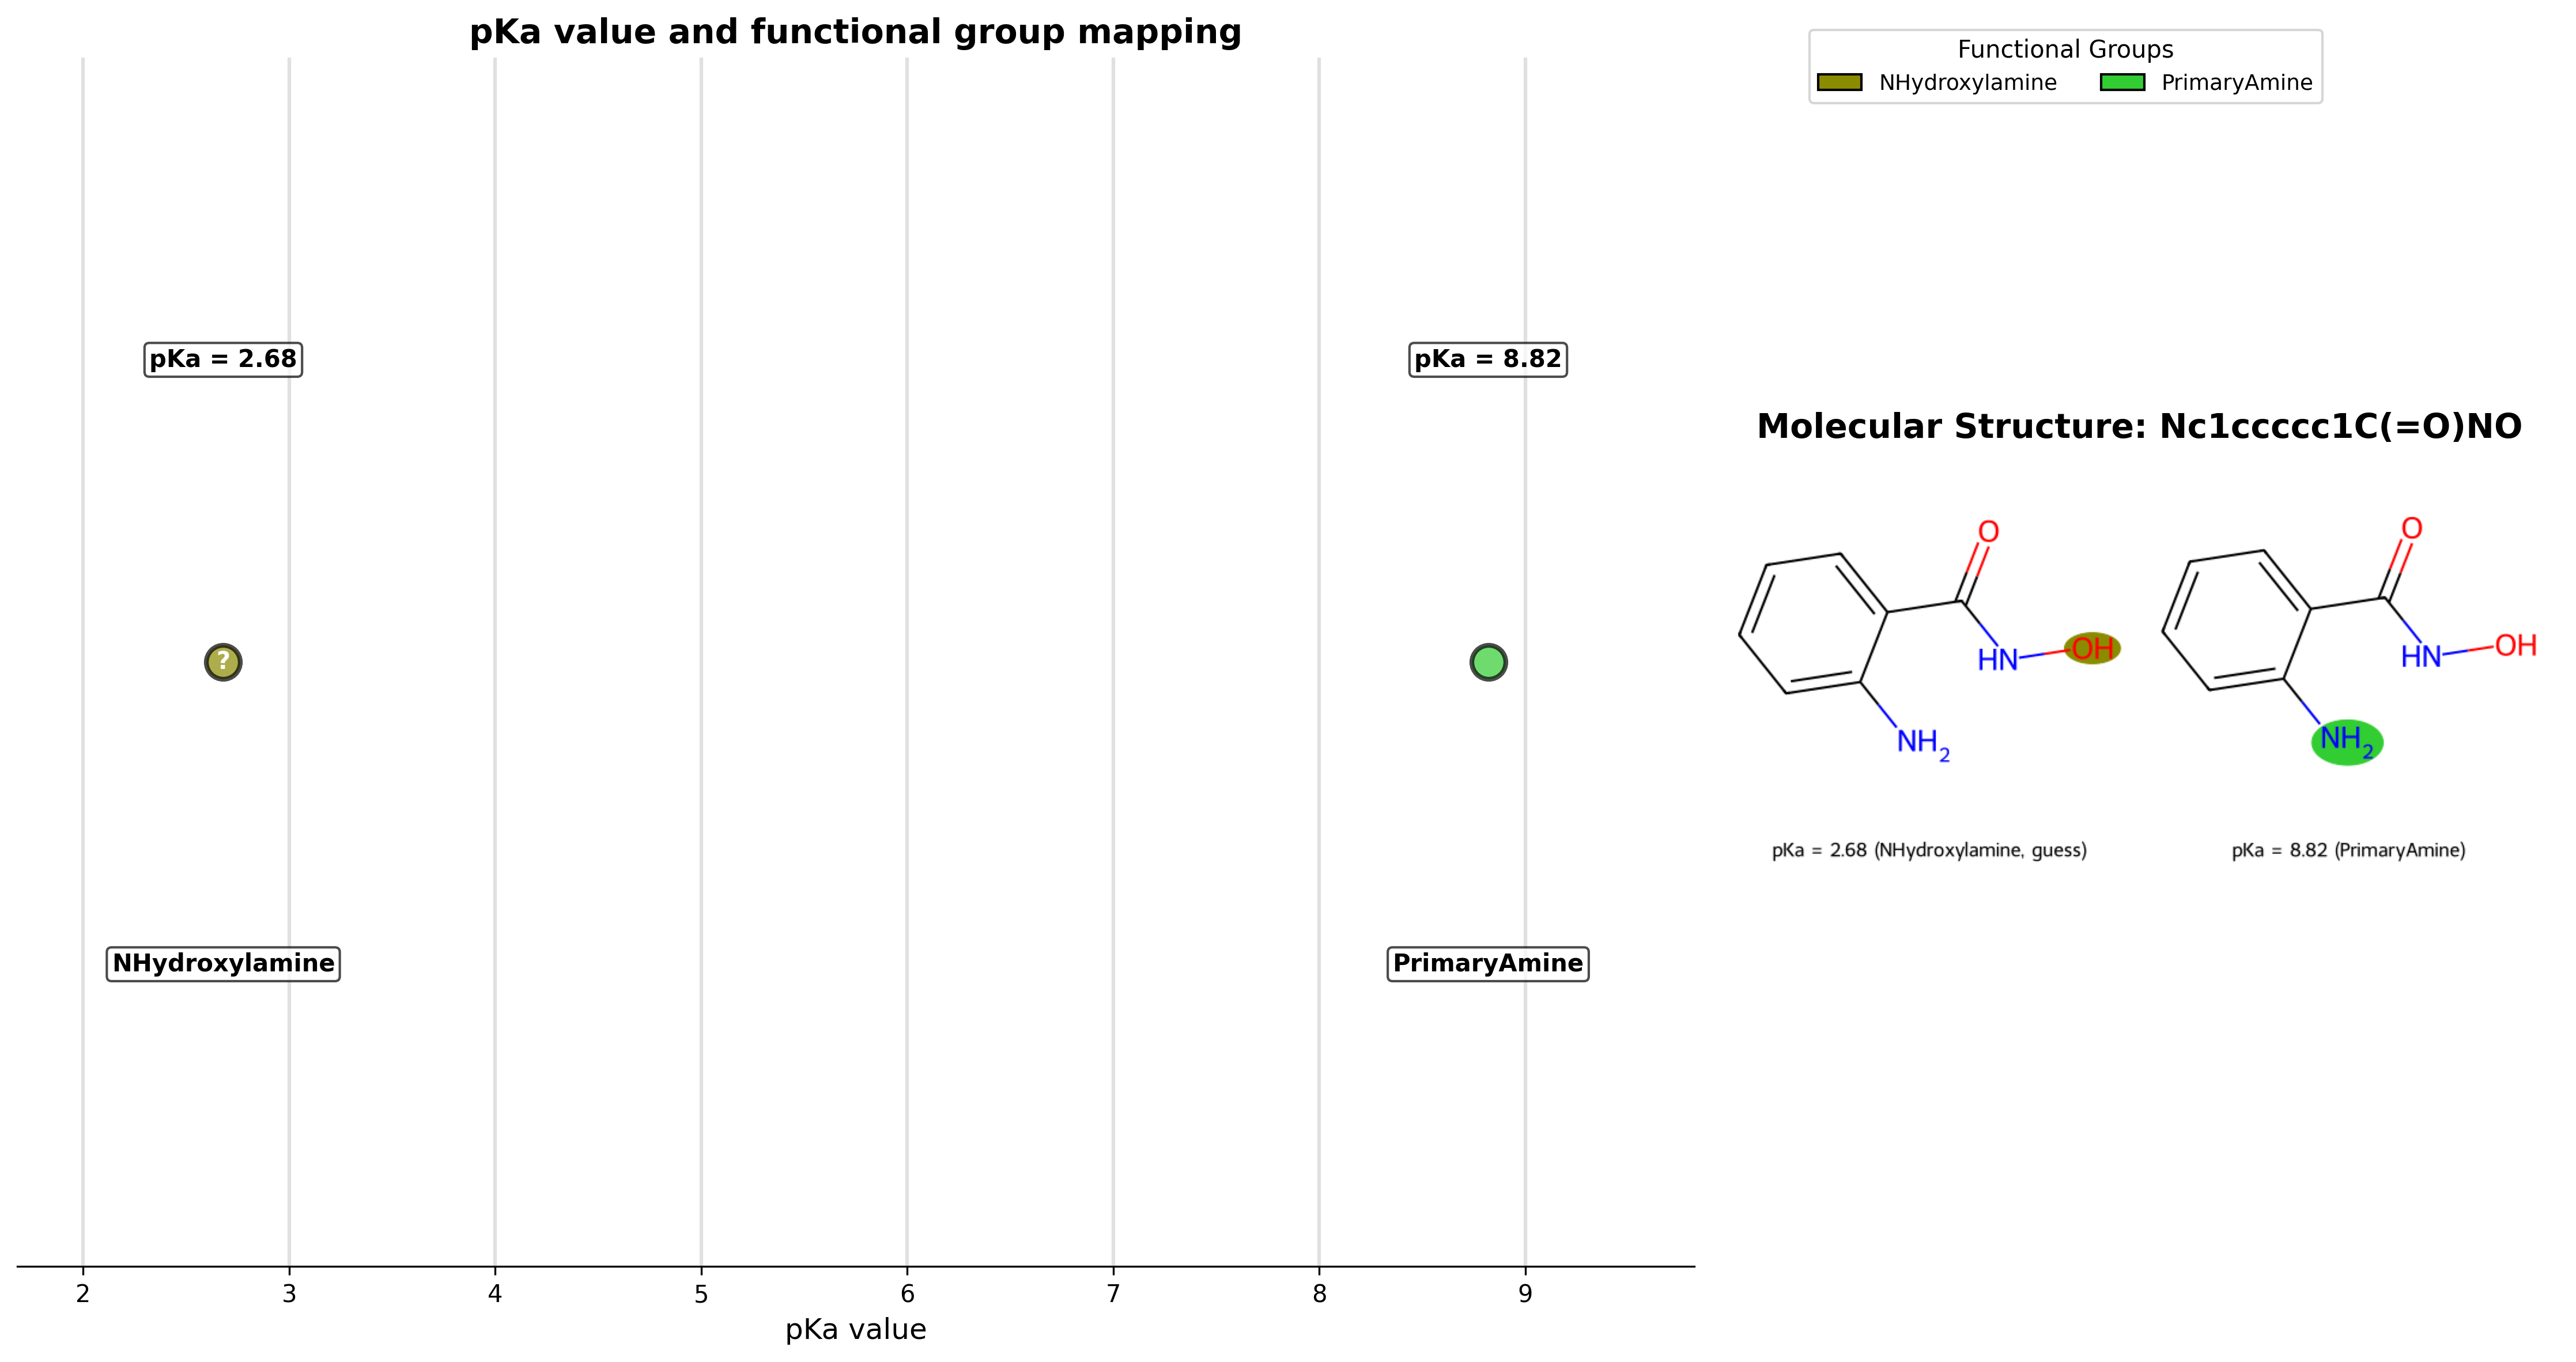 pKa value and functional group mapping
Functional Groups
NHydroxylamine
PrimaryAmine
pKa = 2.68
pKa = 8.82
?
NHydroxylamine
PrimaryAmine
2
3
4
5
6
7
8
9
pKa value
Molecular Structure: Nc1ccccc1C(=O)NO
O
HN
OH
NH2
O
HN
OH
NH2
pKa = 2.68 (NHydroxylamine, guess)
pKa = 8.82 (PrimaryAmine)